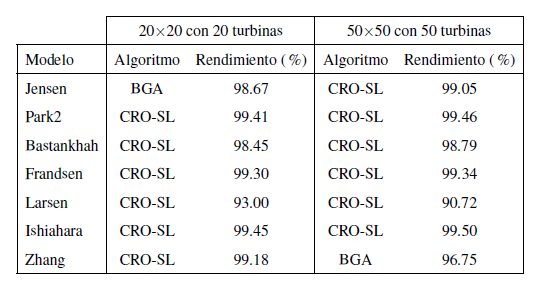 20×20 con 20 turbinas 50×50 con 50 turbinas
Modelo Algoritmo Rendimiento (%) Algoritmo Rendimiento (%)
Jensen BGA 98.67 CRO-SL 99.05
Park2 CRO-SL 99.41 CRO-SL 99.46
Bastankhah CRO-SL 98.45 CRO-SL 98.79
Frandsen CRO-SL 99.30 CRO-SL 99.34
Larsen CRO-SL 93.00 CRO-SL 90.72
Ishiahara CRO-SL 99.45 CRO-SL 99.50
Zhang CRO-SL 99.18 BGA 96.75